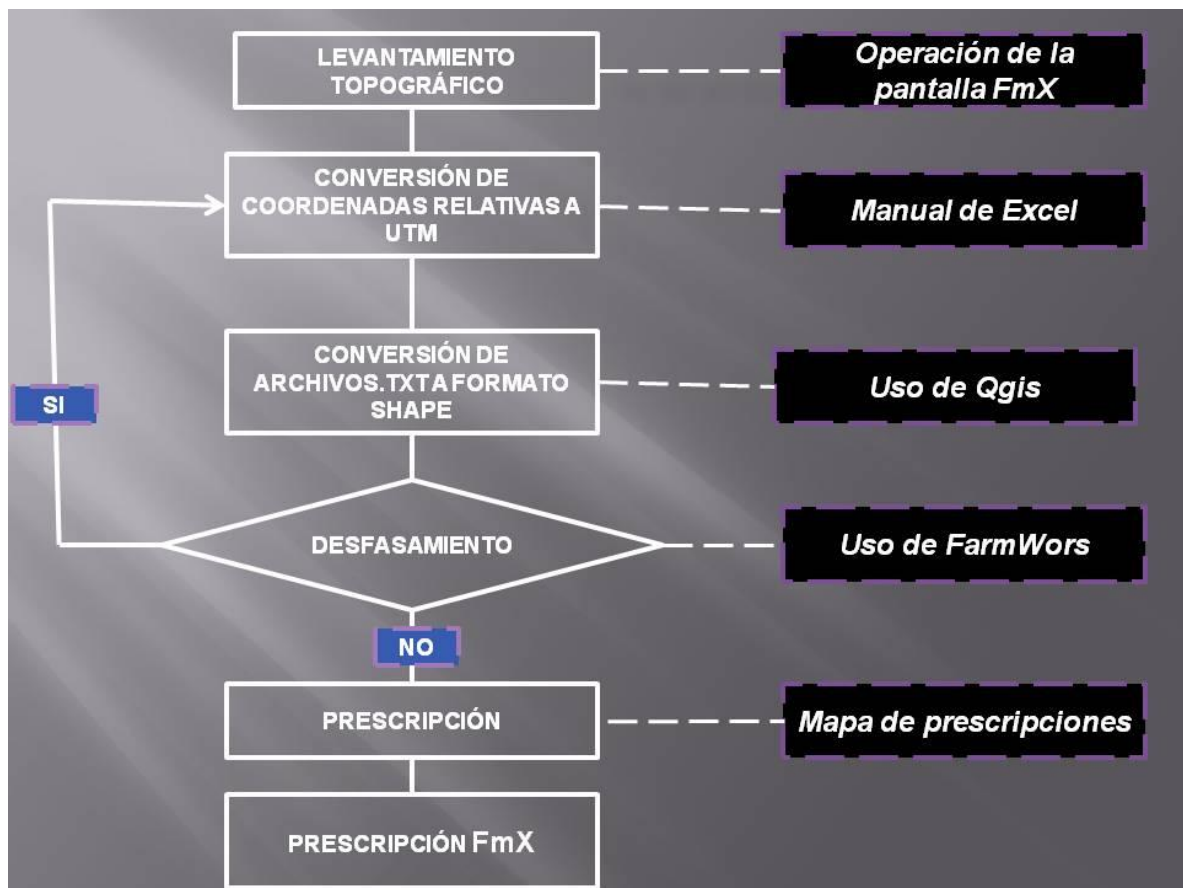 LEVANTAMIENTO
TOPOGRÁFICO
Operación de la
pantalla FmX
CONVERSIÓN DE
COORDENADAS RELATIVAS A
UTM
Manual de Excel
CONVERSIÓN DE
ARCHIVOS.TXT A FORMATO
SHAPE
Uso de Qgis
SI
DESFASAMIENTO
Uso de FarmWors
NO
PRESCRIPCIÓN
Mapa de prescripciones
PRESCRIPCIÓN FmX